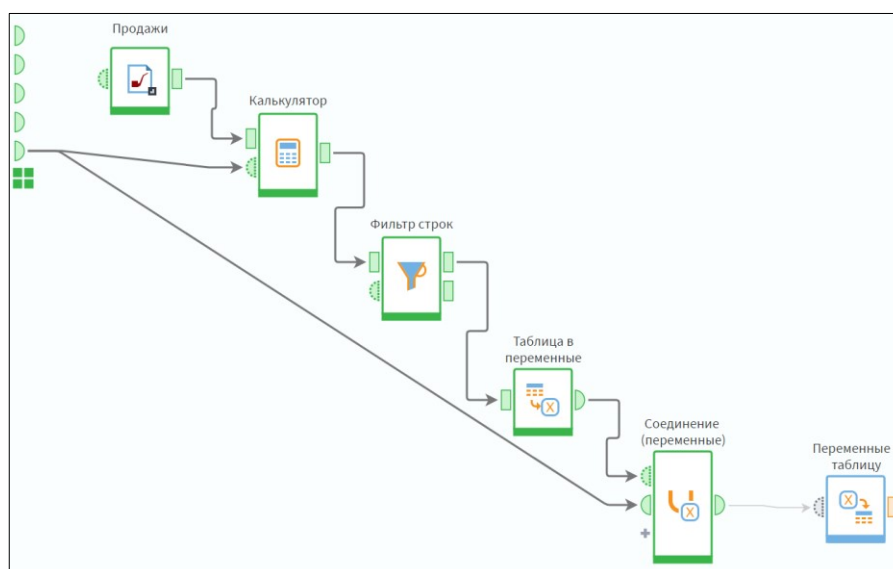 Продажи
Калькулятор
Фильтр строк
Таблица в
переменные
Соединение
(переменные)
Переменные
таблицу